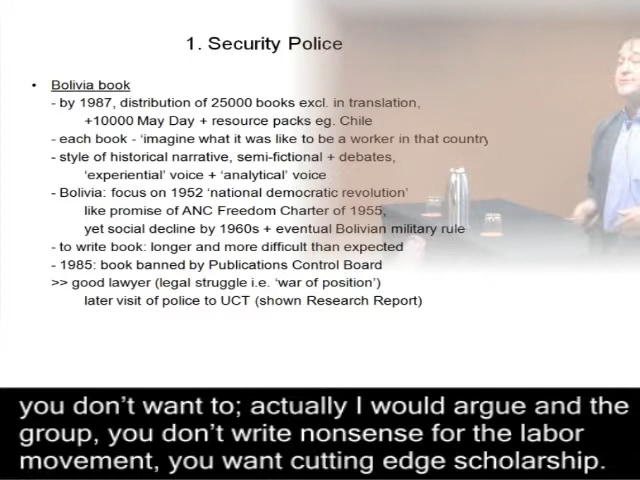 1. Security Police
• Bolivia book
- by 1987, distribution of 25000 books excl. in translation,
+10000 May Day + resource packs eg. Chile
- each book - ‘imagine what it was like to be a worker in that country
- style of historical narrative, semi-fictional + debates,
‘experiential’ voice + ‘analytical’ voice
- Bolivia: focus on 1952 ‘national democratic revolution’
like promise of ANC Freedom Charter of 1955,
yet social decline by 1960s + eventual Bolivian military rule
- to write book: longer and more difficult than expected
- 1985: book banned by Publications Control Board
>> good lawyer (legal struggle i.e. ‘war of position’)
later visit of police to UCT (shown Research Report)
you don't want to; actually I would argue and the
group, you don't write nonsense for the labor
movement, you want cutting edge scholarship.